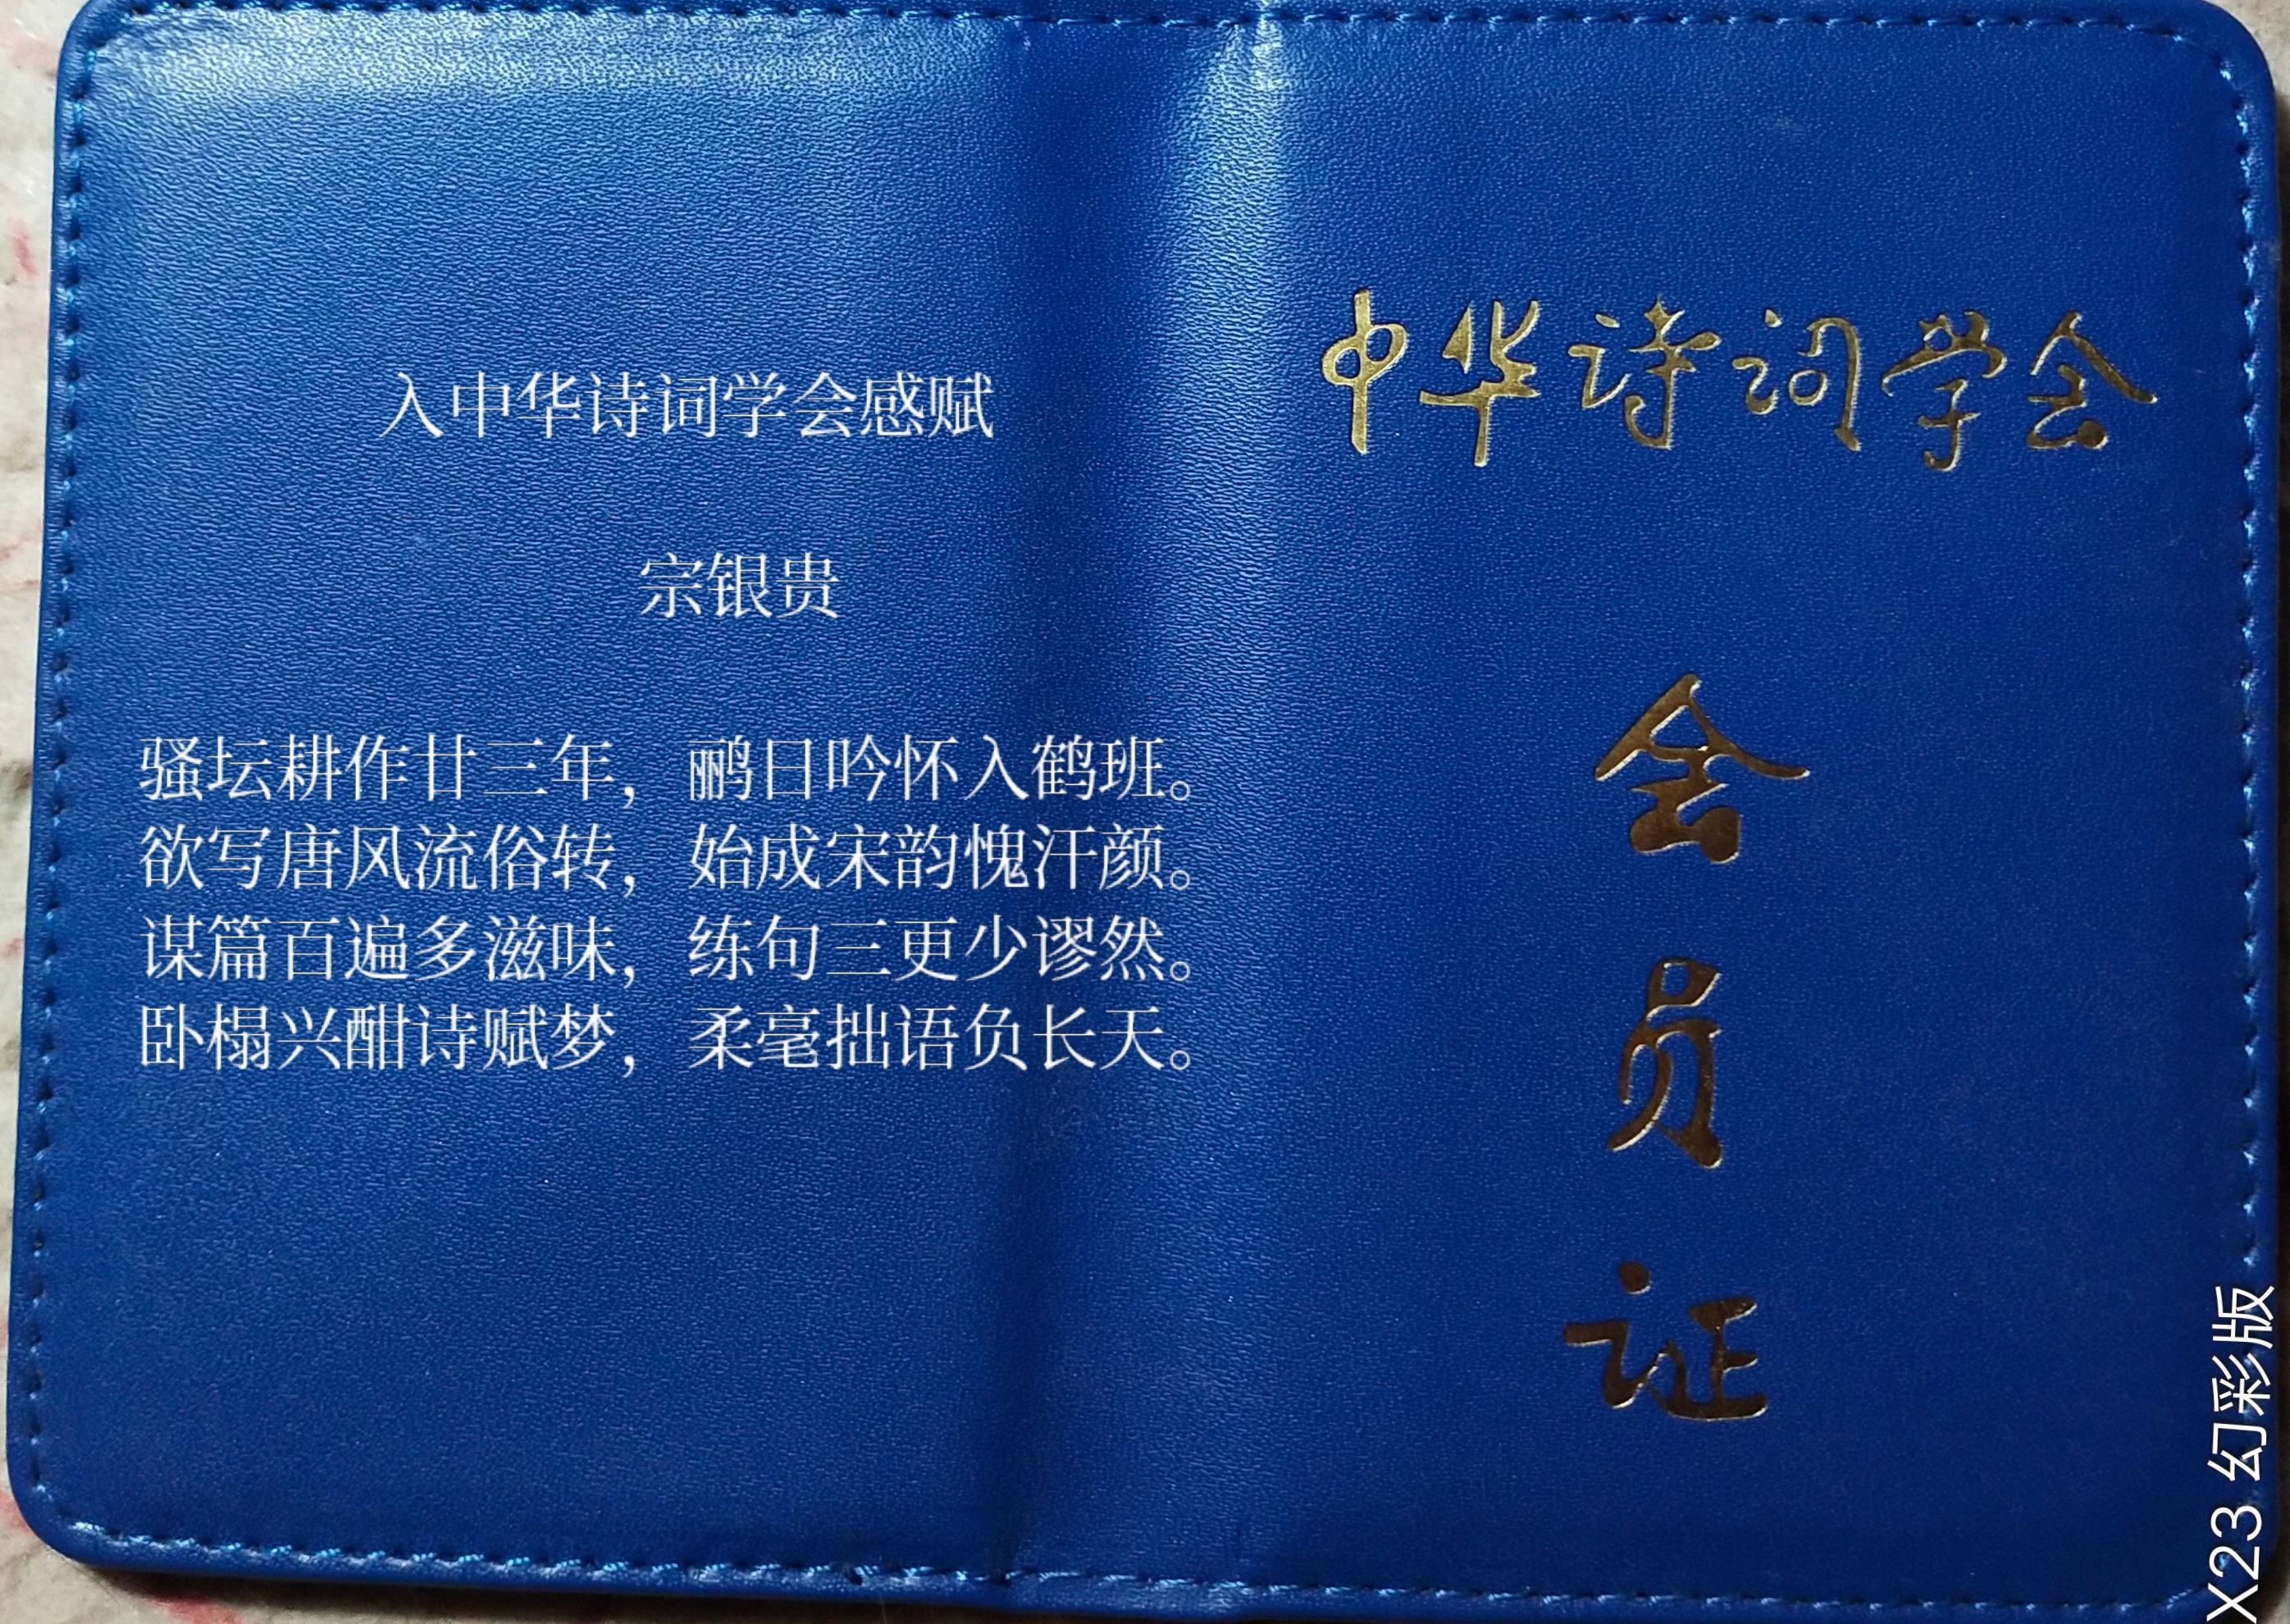 入中华诗词学会感赋
宗银贵
骚坛耕作廿三年，鹂日吟怀入鹤班。
欲写唐风流俗转，始成宋韵愧汗颜。
谋篇百遍多滋味，练句三更少谬然。
卧榻兴酣诗赋梦，柔毫拙语负长天。
中华诗词学会
会
员
证
X23 幻彩版